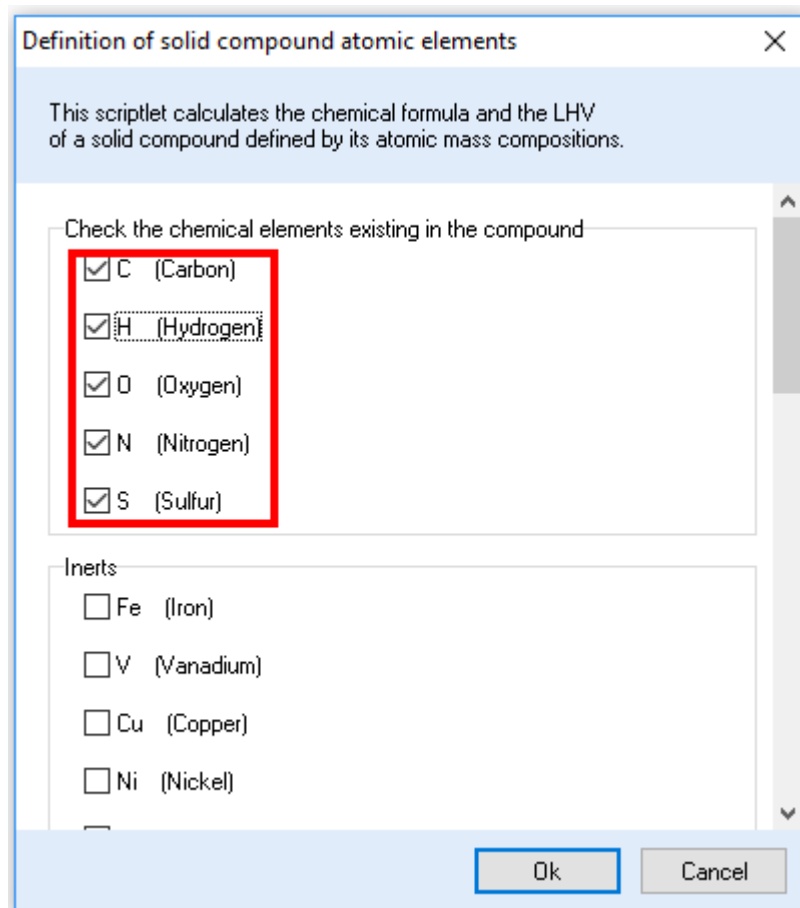 Definition of solid compound atomic elements
This scriptlet calculates the chemical formula and the LHV
of a solid compound defined by its atomic mass compositions.
Check the chemical elements existing in the compound
C (Carbon)
H (Hydrogen)
O (Oxygen)
N (Nitrogen)
S (Sulfur)
Inerts
Fe (Iron)
V (Vanadium)
Cu (Copper)
Ni (Nickel)
Ok Cancel